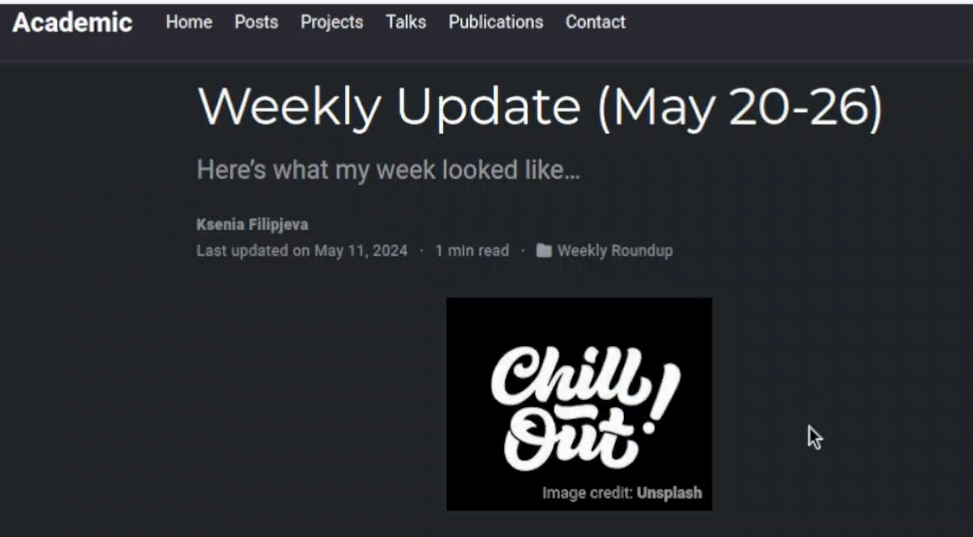 Academic Home Posts Projects Talks Publications Contact
Weekly Update (May 20-26)
Here's what my week looked like...
Ksenia Filipjeva
Last updated on May 11, 2024 · 1 min read · Weekly Roundup
Chill
Out!
Image credit: Unsplash